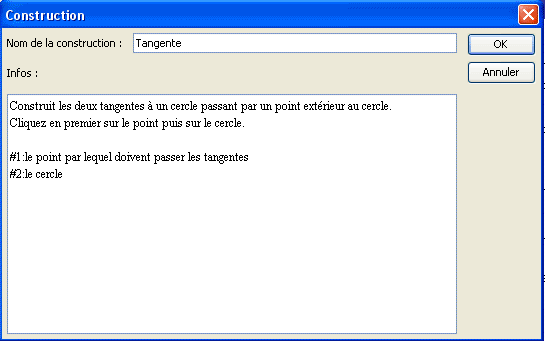 Construction
Nom de la construction :
Tangente
OK
Annuler
Infos :
Construit les deux tangentes à un cercle passant par un point extérieur au cercle.
Cliquez en premier sur le point puis sur le cercle.
#1:le point par lequel doivent passer les tangentes
#2:le cercle